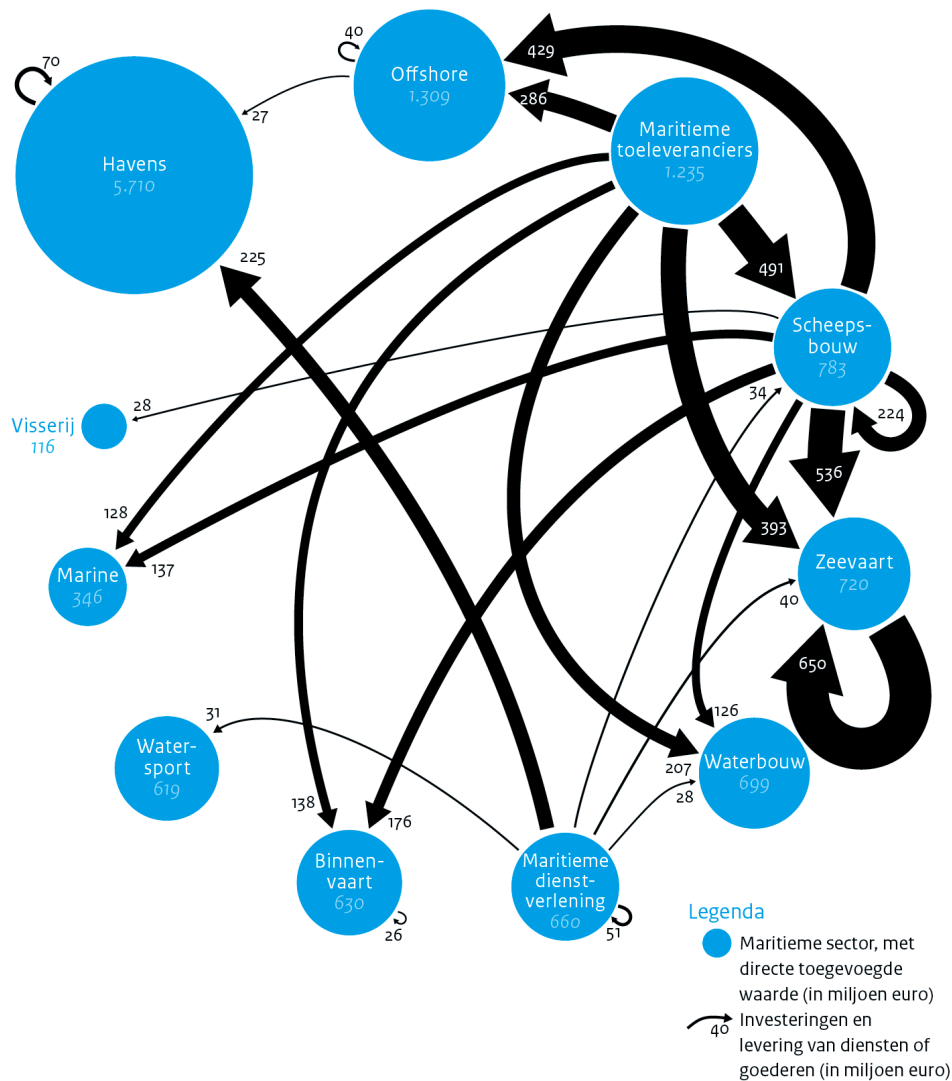 40
429
70
Offshore
1.309
286
27
Maritieme
toeleveranciers
1.235
Havens
5.710
225
491
Scheeps-
bouw
783
34
28
224
Visserij
116
536
128
393
137
Marine
346
Zeevaart
720
40
650
31
126
Water-
sport
619
Waterbouw
699
207
28
138
176
Binnen-
vaart
630
26
Maritieme
dienst-
verlening
660
51
Legenda
Maritieme sector, met
directe toegevoegde
waarde (in miljoen euro)
40
Investeringen en
levering van diensten of
goederen (in miljoen euro)